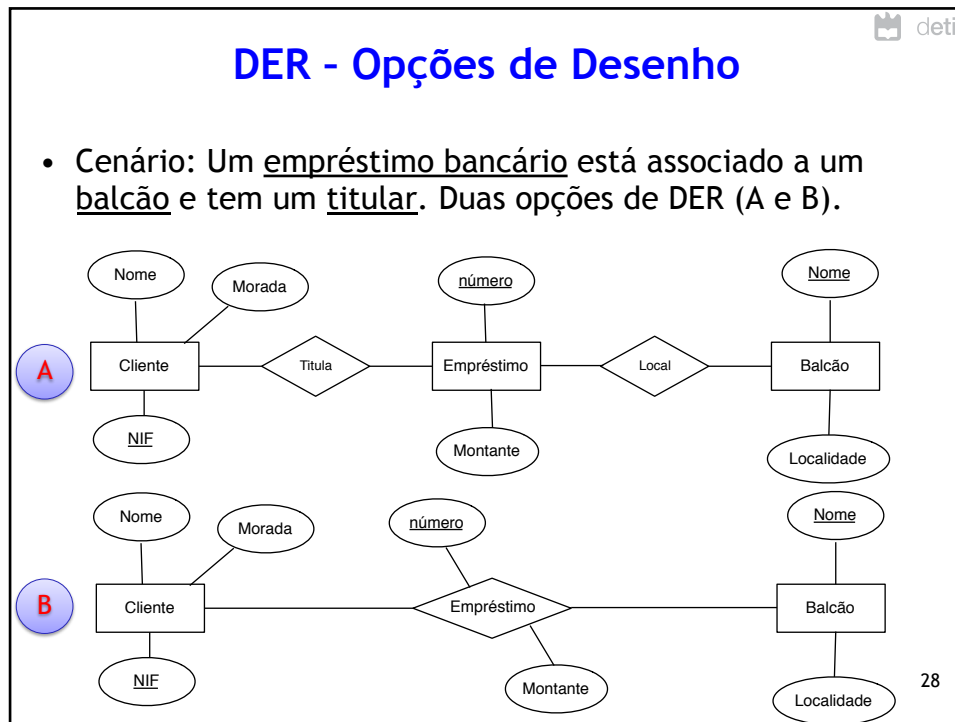 deti
DER - Opções de Desenho
• Cenário: Um empréstimo bancário está associado a um
balcão e tem um titular. Duas opções de DER (A e B).
Nome
Morada
número
Nome
A
Cliente
Titula
Empréstimo
Local
Balcão
NIF
Montante
Localidade
Nome
Morada
número
Nome
B
Cliente
Empréstimo
Balcão
NIF
Montante
Localidade
28